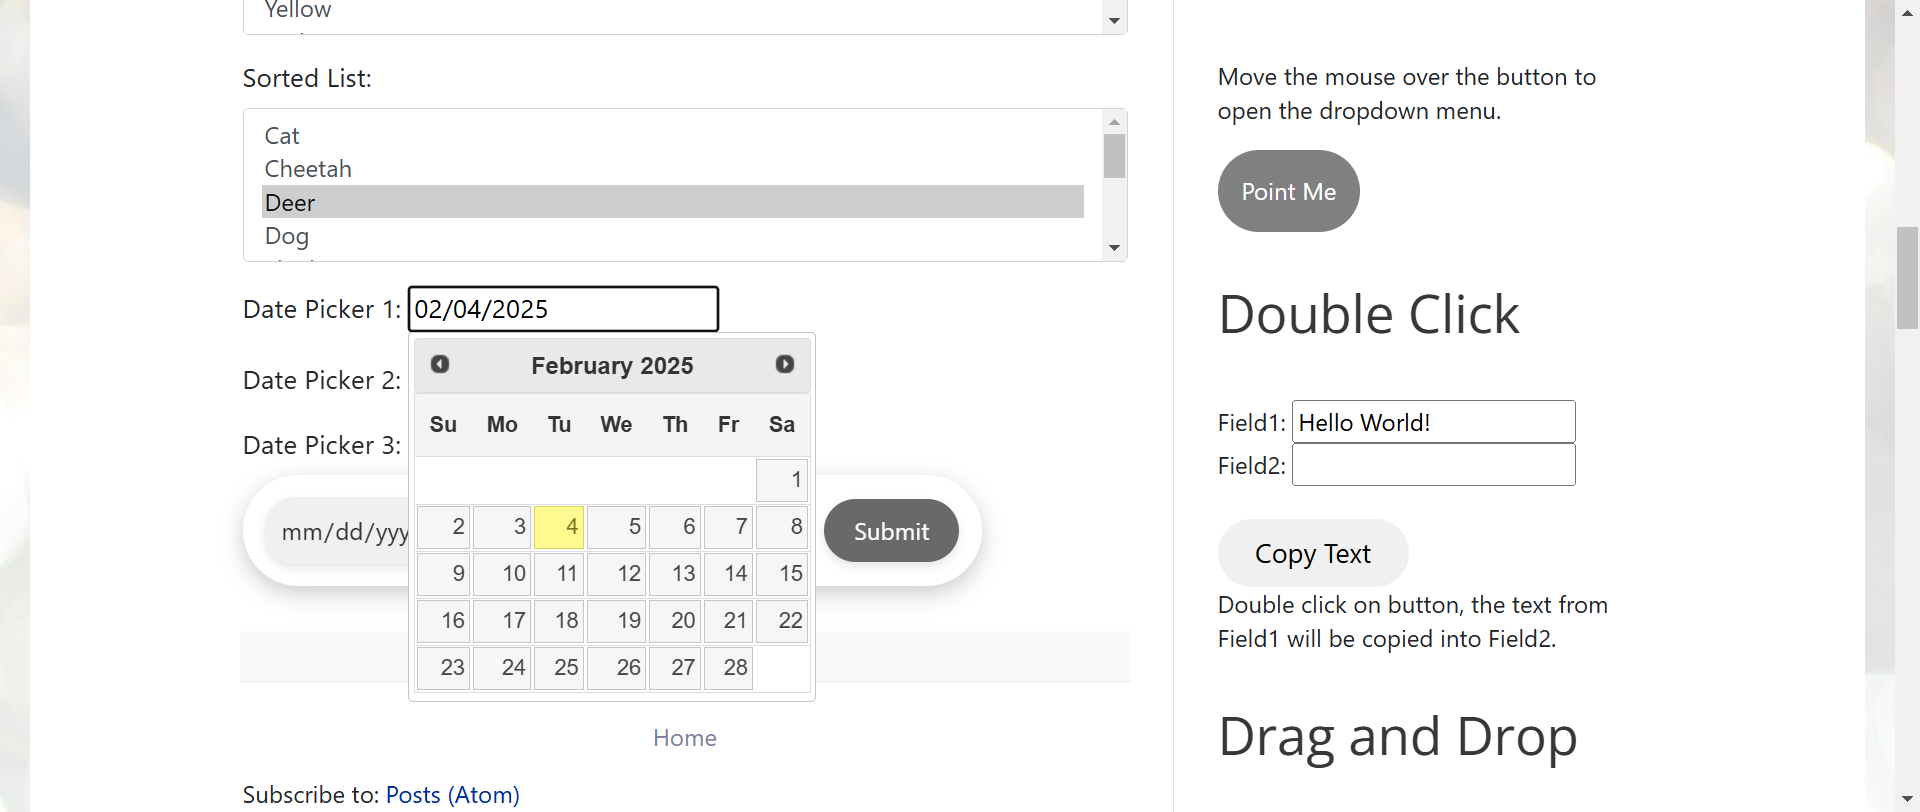 Yellow
Sorted List:
Cat
Cheetah
Deer
Dog
Date Picker 1: 02/04/2025
February 2025
Su Mo Tu We Th Fr Sa
1
2 3 4 5 6 7 8
9 10 11 12 13 14 15
16 17 18 19 20 21 22
23 24 25 26 27 28
Date Picker 2:
Date Picker 3:
mm/dd/yyy
Submit
Home
Subscribe to: Posts (Atom)
Move the mouse over the button to
open the dropdown menu.
Point Me
Double Click
Field1: Hello World!
Field2:
Copy Text
Double click on button, the text from
Field1 will be copied into Field2.
Drag and Drop